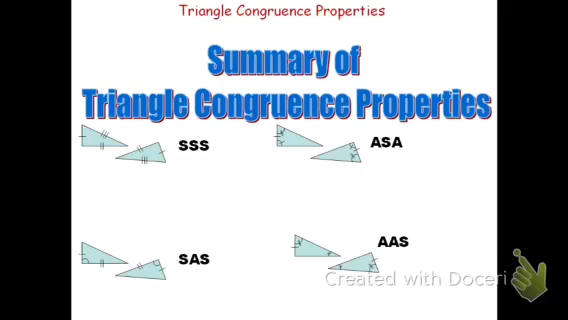 Triangle Congruence Properties
Summary of
Triangle Congruence Properties
SSS
ASA
SAS
AAS
Created with Doceri